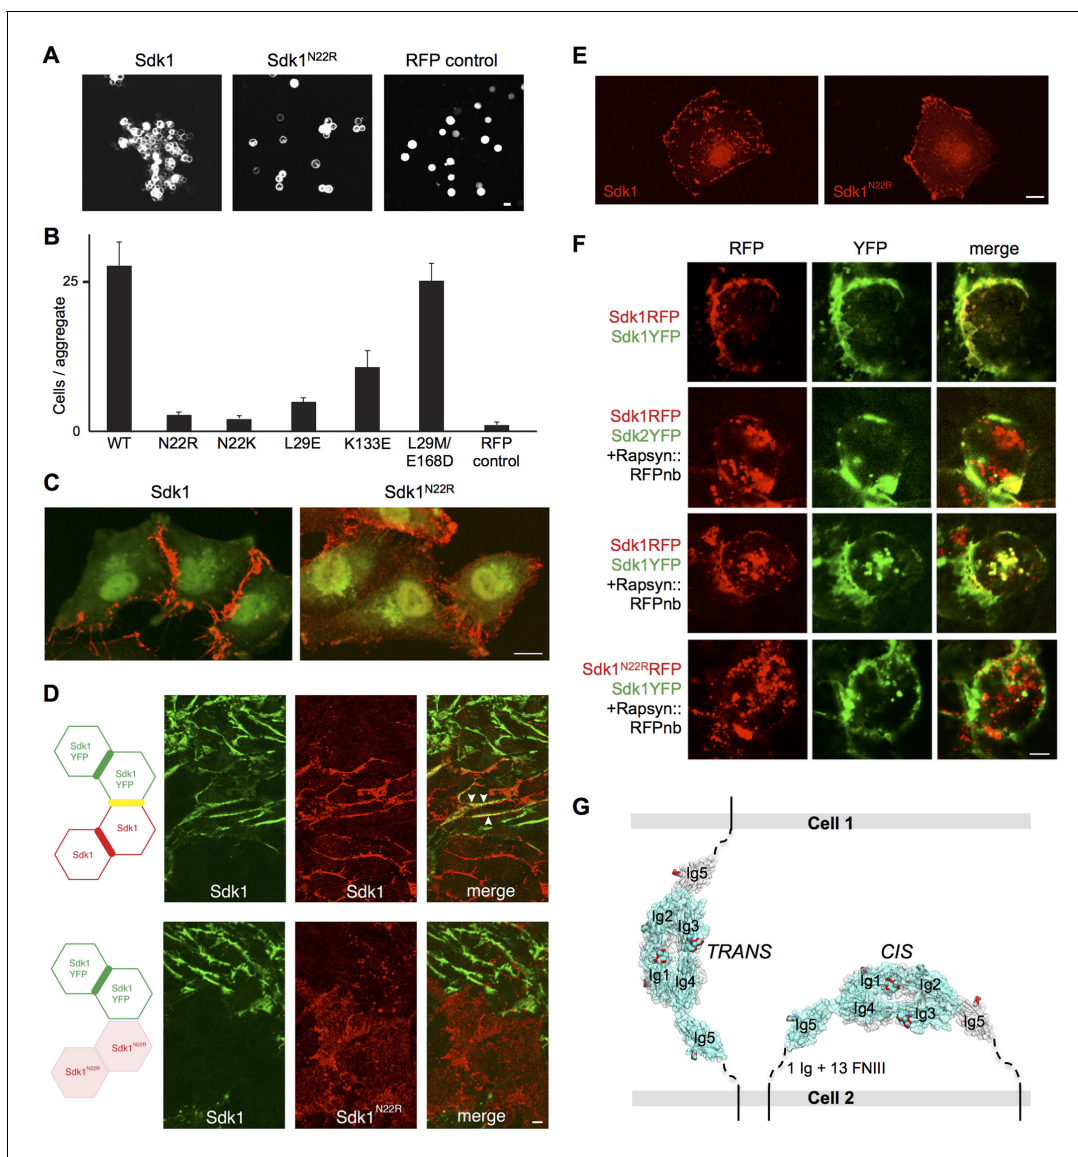 A
Sdk1
Sdk1N22R
RFP control
B
Cells / aggregate
25
0
WT
N22R
N22K
L29E
K133E
L29M/
E168D
RFP
control
C
Sdk1
Sdk1N22R
D
Sdk1
YFP
Sdk1
YFP
Sdk1
Sdk1
Sdk1
Sdk1
merge
Sdk1
YFP
Sdk1
YFP
Sdk1N22R
Sdk1N22R
Sdk1
Sdk1N22R
merge
E
Sdk1
Sdk1N22R
F
RFP
YFP
merge
Sdk1RFP
Sdk1YFP
Sdk1RFP
Sdk2YFP
+Rapsyn::
RFPnb
Sdk1RFP
Sdk1YFP
+Rapsyn::
RFPnb
Sdk1N22RRFP
Sdk1YFP
+Rapsyn::
RFPnb
G
Cell 1
Ig5
Ig2
Ig3
TRANS
Ig1
Ig4
Ig5
CIS
Ig1
Ig2
Ig4
Ig3
Ig5
Ig5
1 Ig + 13 FNIII
Cell 2